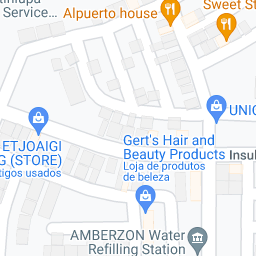 Service...
Alpuerto house
Sweet St
UNIC
ETJOAIGI
G (STORE)
tigos usados
Gert's Hair and
Beauty Products
Loja de produtos
de beleza
Insul
AMBERZON Water
Refilling Station